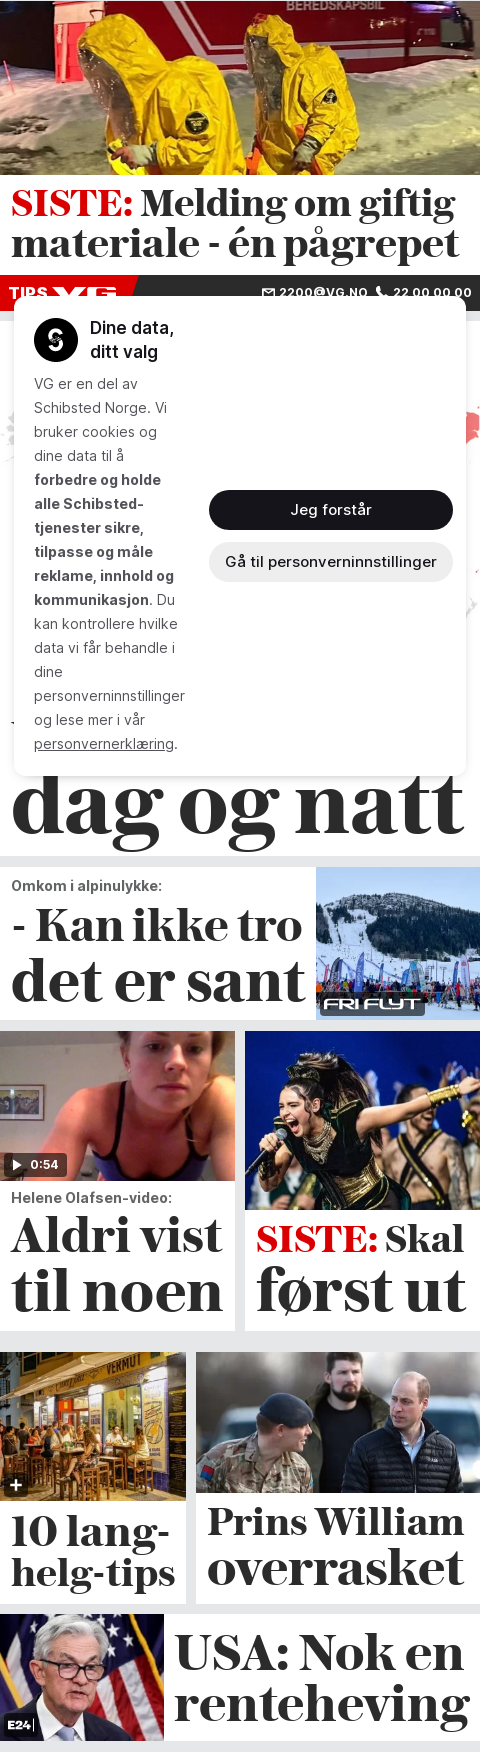 BEREDSKAPSBIL
SISTE: Melding om giftig
materiale - én pågrepet
TIPS VG
2200@VG.NO 22 00 00 00
Dine data,
ditt valg
VG er en del av
Schibsted Norge. Vi
bruker cookies og
dine data til å
forbedre og holde
alle Schibsted-
tjenester sikre,
tilpasse og måle
reklame, innhold og
kommunikasjon. Du
kan kontrollere hvilke
data vi får behandle i
dine
personverninnstillinger
og lese mer i vår
personvernerklæring.
Jeg forstår
Gå til personverninnstillinger
dag og natt
Omkom i alpinulykke:
- Kan ikke tro
det er sant
FRI FLYT
0:54
Helene Olafsen-video:
Aldri vist
til noen
SISTE: Skal
først ut
VERMUT
10 lang-
helg-tips
Prins William
overrasket
E24
USA: Nok en
renteheving